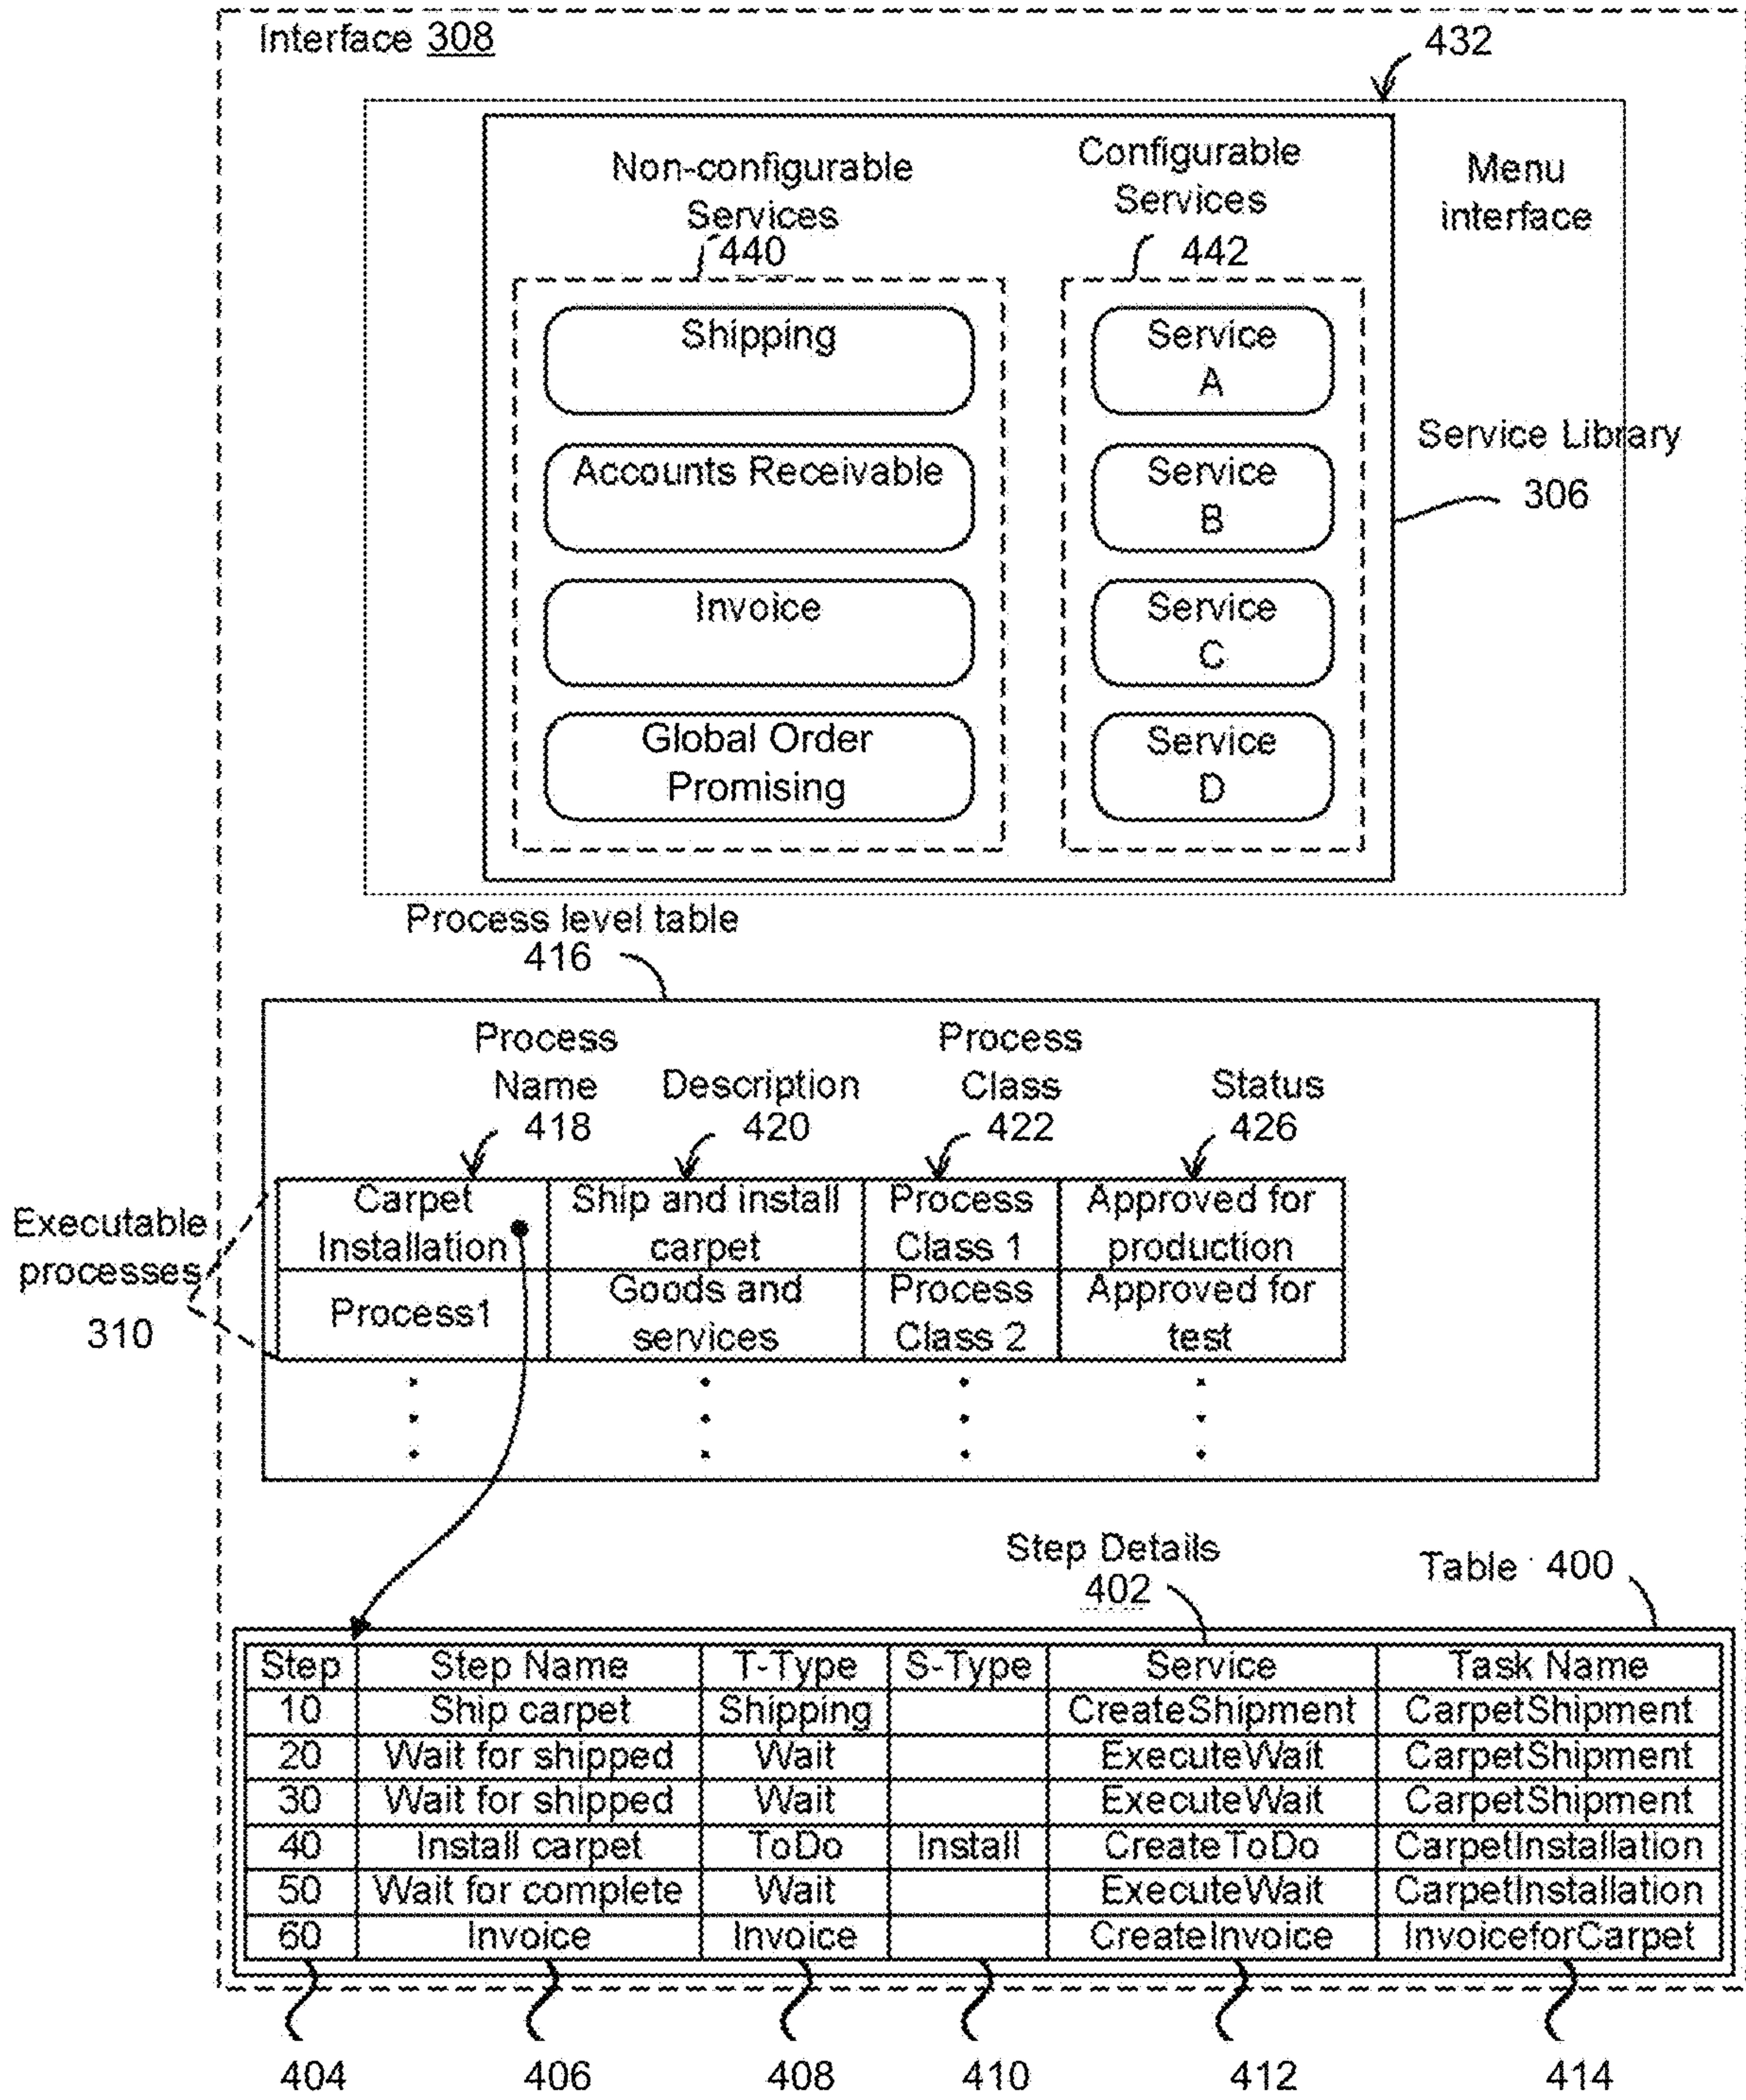 Interface 308
432
Non-configurable
Services
440
Configurable
Services
442
Menu
interface
Shipping
Service
A
Accounts Receivable
Service
B
Service Library
306
Invoice
Service
C
Global Order
Promising
Service
D
Process level table
416
Process
Name
418
Description
420
Process
Class
422
Status
426
Executable
processes
310
Carpet
Installation
Ship and install
carpet
Process
Class 1
Approved for
production
Process1
Goods and
services
Process
Class 2
Approved for
test
Step Details
402
Table 400
Step Step Name T-Type S-Type Service Task Name
10 Ship carpet Shipping CreateShipment CarpetShipment
20 Wait for shipped Wait ExecuteWait CarpetShipment
30 Wait for shipped Wait ExecuteWait CarpetShipment
40 Install carpet ToDo Install CreateToDo CarpetInstallation
50 Wait for complete Wait ExecuteWait CarpetInstallation
60 Invoice Invoice CreateInvoice InvoiceforCarpet
404 406 408 410 412 414